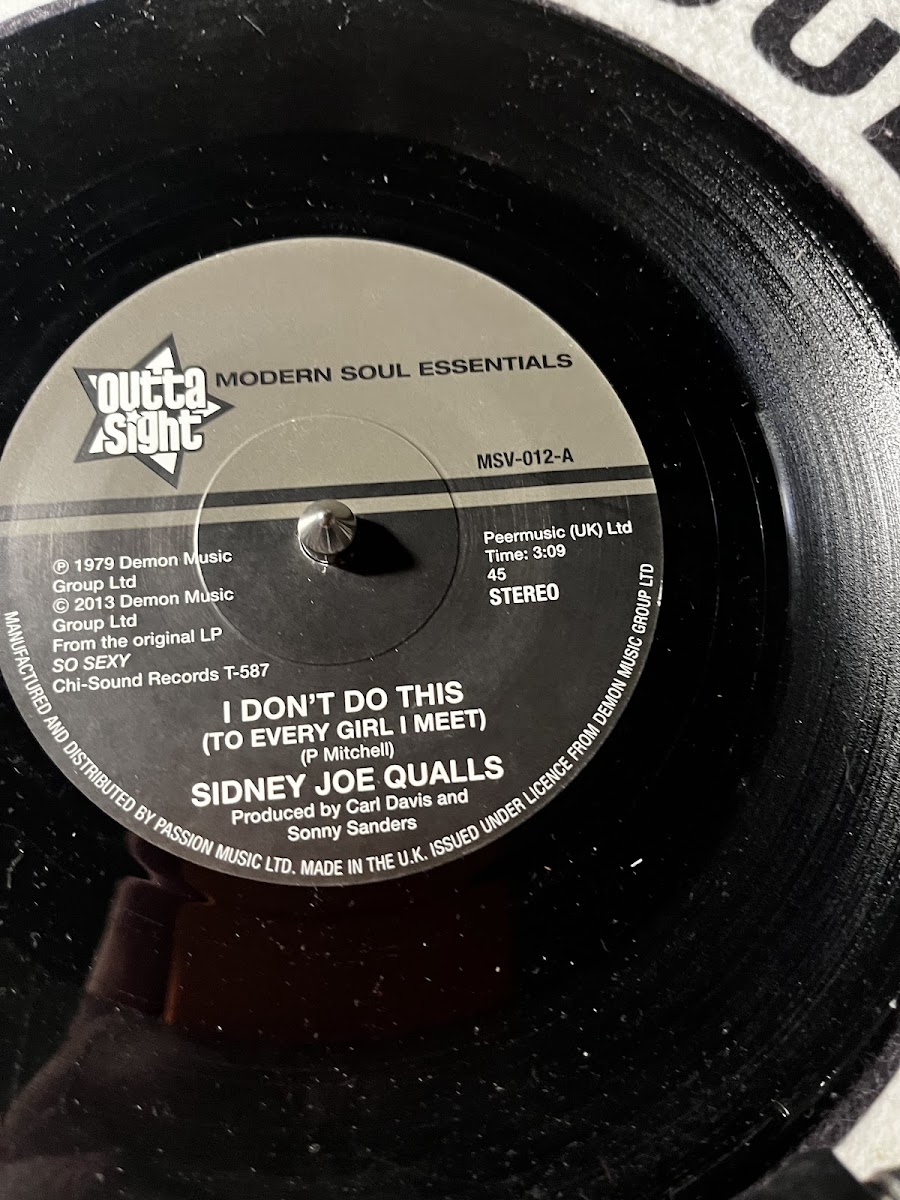 outta
sight
MODERN SOUL ESSENTIALS
MSV-012-A
℗ 1979 Demon Music
Group Ltd
© 2013 Demon Music
Group Ltd
From the original LP
SO SEXY
Chi-Sound Records T-587
Peermusic (UK) Ltd
Time: 3:09
45
STEREO
I DON'T DO THIS
(TO EVERY GIRL I MEET)
(P Mitchell)
SIDNEY JOE QUALLS
Produced by Carl Davis and
Sonny Sanders
MANUFACTURED AND DISTRIBUTED BY PASSION MUSIC LTD. MADE IN THE U.K. ISSUED UNDER LICENCE FROM DEMON MUSIC GROUP LTD